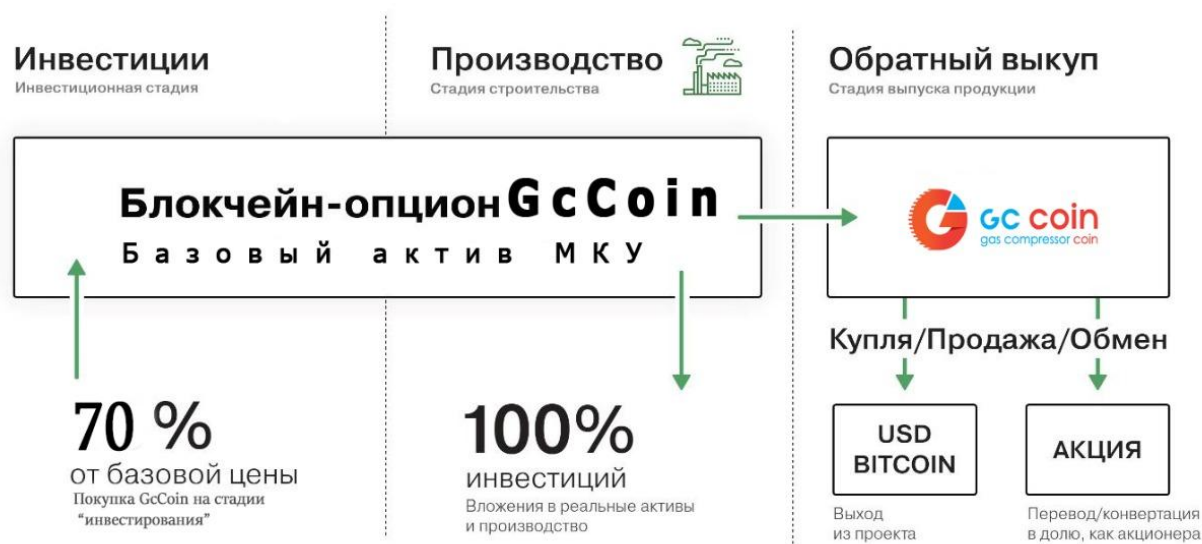 Инвестиции
Инвестиционная стадия
Производство
Стадия строительства
Обратный выкуп
Стадия выпуска продукции
Блокчейн-опцион GcCoin
Базовый актив МКУ
GC coin
gas compressor coin
Купля/Продажа/Обмен
70 %
от базовой цены
Покупка GcCoin на стадии
“инвестирования”
100%
инвестиций
Вложения в реальные активы
и производство
USD
BITCOIN
Выход
из проекта
АКЦИЯ
Перевод/конвертация
в долю, как акционера